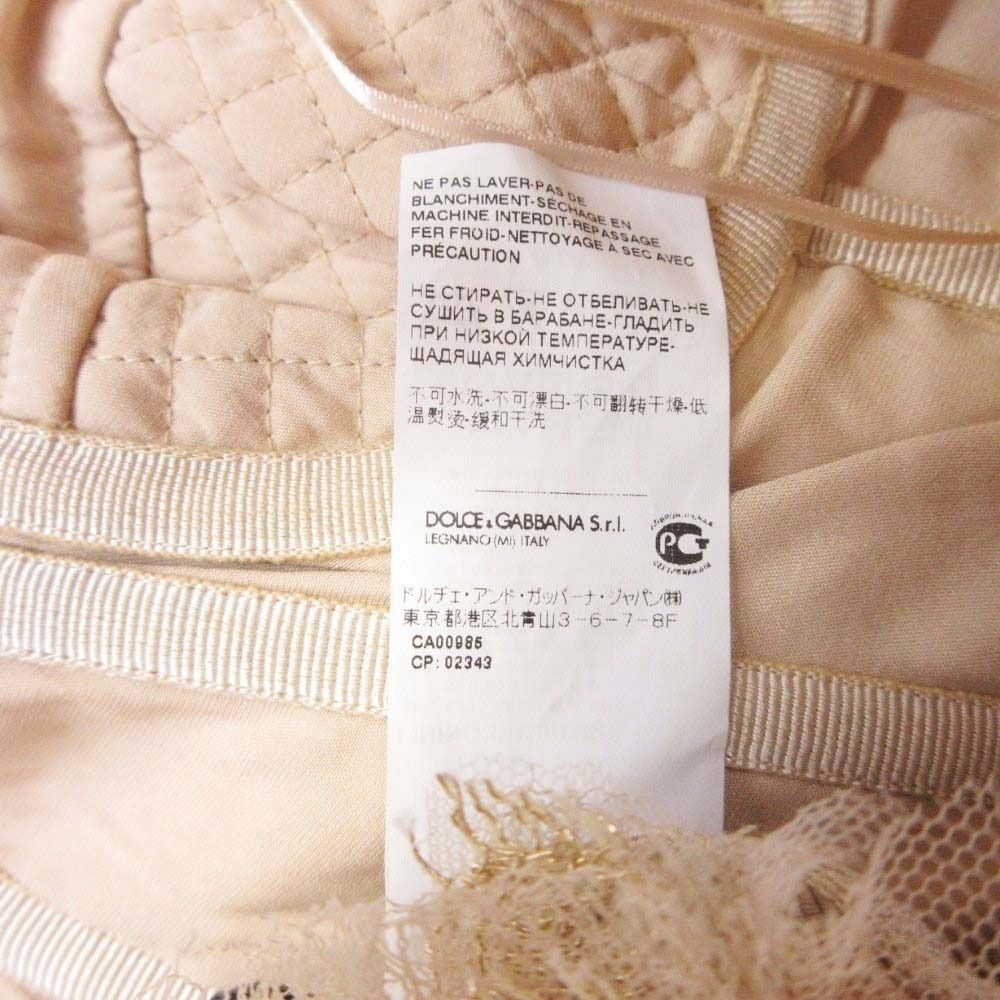 NE PAS LAVER-PAS DE
BLANCHIMENT-SÉCHAGE EN
MACHINE INTERDIT-REPASSAGE
FER FROID-NETTOYAGE À SEC AVEC
PRÉCAUTION
НЕ СТИРАТЬ-НЕ ОТБЕЛИВАТЬ-НЕ
СУШИТЬ В БАРАБАНЕ-ГЛАДИТЬ
ПРИ НИЗКОЙ ТЕМПЕРАТУРЕ-
ЩАДЯЩАЯ ХИМЧИСТКА
不可水洗-不可漂白-不可翻转干燥-低
温熨烫-缓和干洗
DOLCE & GABBANA S.r.l.
LEGNANO (MI) ITALY
РСТ
ドルチェ・アンド・ガッバーナ・ジャパン㈱
東京都港区北青山3-6-7-8F
CA00985
CP: 02343